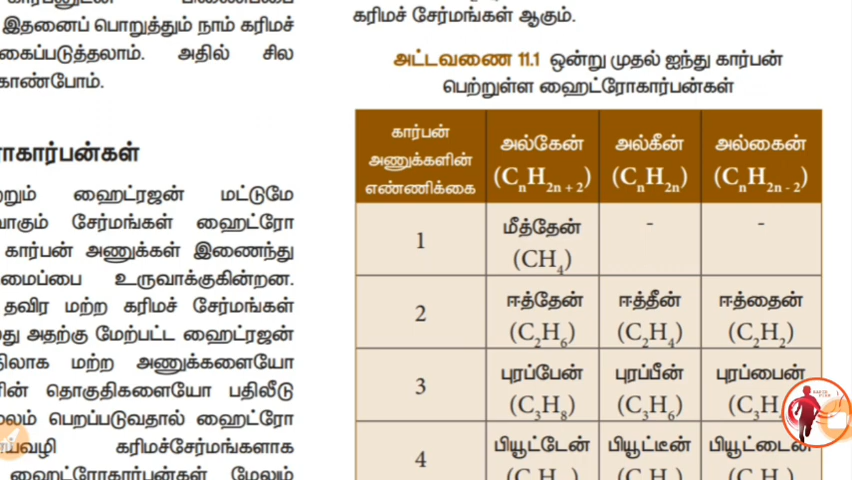 இதனைப் பொறுத்தும் நாம் கரிமச்
கைப்படுத்தலாம். அதில் சில
காண்போம்.
ற்றும் ஹைட்ரஜன் மட்டுமே
வாகும் சேர்மங்கள் ஹைட்ரோ
கார்பன் அணுக்கள் இணைந்து
மைப்பை உருவாக்குகின்றன.
தவிர மற்ற கரிமச் சேர்மங்கள்
து அதற்கு மேற்பட்ட ஹைட்ரஜன்
திலாக மற்ற அணுக்களையோ
ரின் தொகுதிகளையோ பதிலீடு
லம் பெறப்படுவதால் ஹைட்ரோ
ய்வழி கரிமச்சேர்மங்களாக
ஹைட்ரோகார்பன்கள் மேலும்
கரிமச் சேர்மங்கள் ஆகும்.
அட்டவணை 11.1 ஒன்று முதல் ஐந்து கார்பன்
பெற்றுள்ள ஹைட்ரோகார்பன்கள்
கார்பன் அணுக்களின் எண்ணிக்கை அல்கேன் அல்கீன் அல்கைன்
(CₙH₂ₙ₊₂) (CₙH₂ₙ) (CₙH₂ₙ₋₂)
1 மீத்தேன் - -
(CH₄)
2 ஈத்தேன் ஈத்தீன் ஈத்தைன்
(C₂H₆) (C₂H₄) (C₂H₂)
3 புரப்பேன் புரப்பீன் புரப்பைன்
(C₃H₈) (C₃H₆) (C₃H
4 பியூட்டேன் பியூட்டீன் பியூட்டைன்